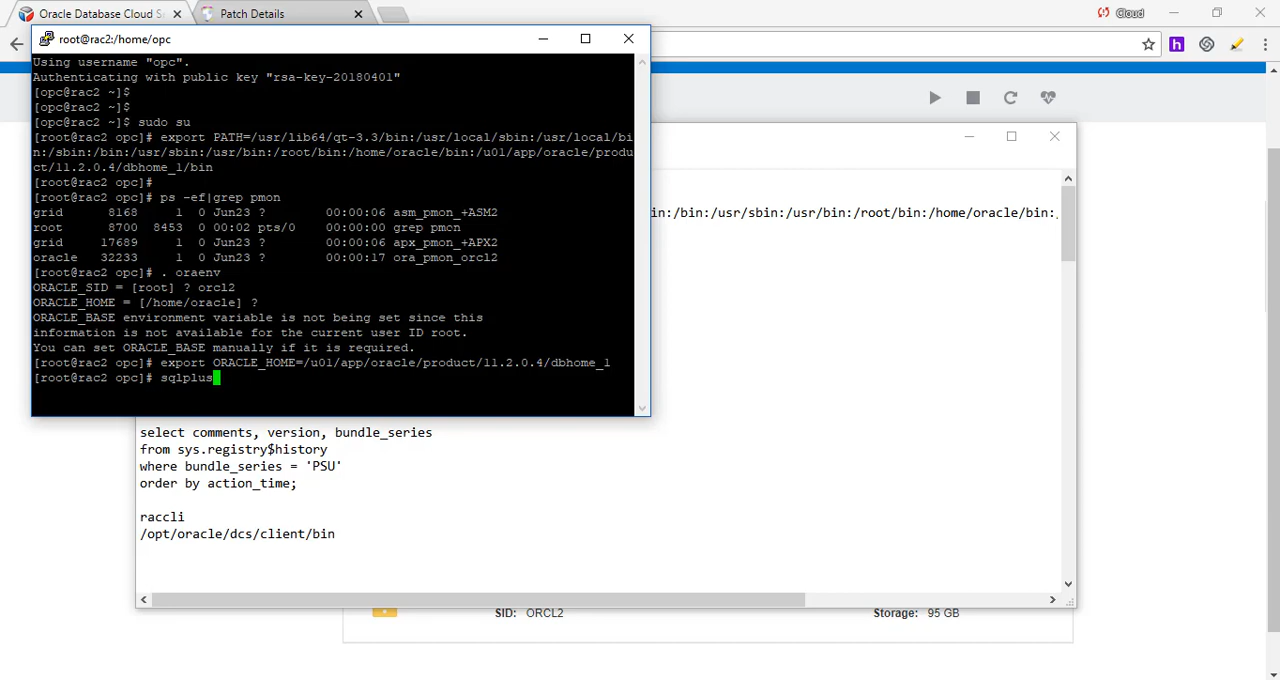 Oracle Database Cloud Se
Patch Details
Cloud
root@rac2:/home/opc
Using username "opc".
Authenticating with public key "rsa-key-20180401"
[opc@rac2 ~]$
[opc@rac2 ~]$
[opc@rac2 ~]$ sudo su
[root@rac2 opc]# export PATH=/usr/lib64/qt-3.3/bin:/usr/local/sbin:/usr/local/bi
n:/sbin:/bin:/usr/sbin:/usr/bin:/root/bin:/home/oracle/bin:/u01/app/oracle/produ
ct/11.2.0.4/dbhome_1/bin
[root@rac2 opc]#
[root@rac2 opc]# ps -ef|grep pmon
grid 8168 1 0 Jun23 ? 00:00:06 asm_pmon_+ASM2
root 8700 8453 0 00:02 pts/0 00:00:00 grep pmon
grid 17689 1 0 Jun23 ? 00:00:06 apx_pmon_+APX2
oracle 32233 1 0 Jun23 ? 00:00:17 ora_pmon_orcl2
[root@rac2 opc]# . oraenv
ORACLE_SID = [root] ? orcl2
ORACLE_HOME = [/home/oracle] ?
ORACLE_BASE environment variable is not being set since this
information is not available for the current user ID root.
You can set ORACLE_BASE manually if it is required.
[root@rac2 opc]# export ORACLE_HOME=/u01/app/oracle/product/11.2.0.4/dbhome_1
[root@rac2 opc]# sqlplus
in:/bin:/usr/sbin:/usr/bin:/root/bin:/home/oracle/bin:
select comments, version, bundle_series
from sys.registry$history
where bundle_series = 'PSU'
order by action_time;
raccli
/opt/oracle/dcs/client/bin
SID: ORCL2
Storage: 95 GB